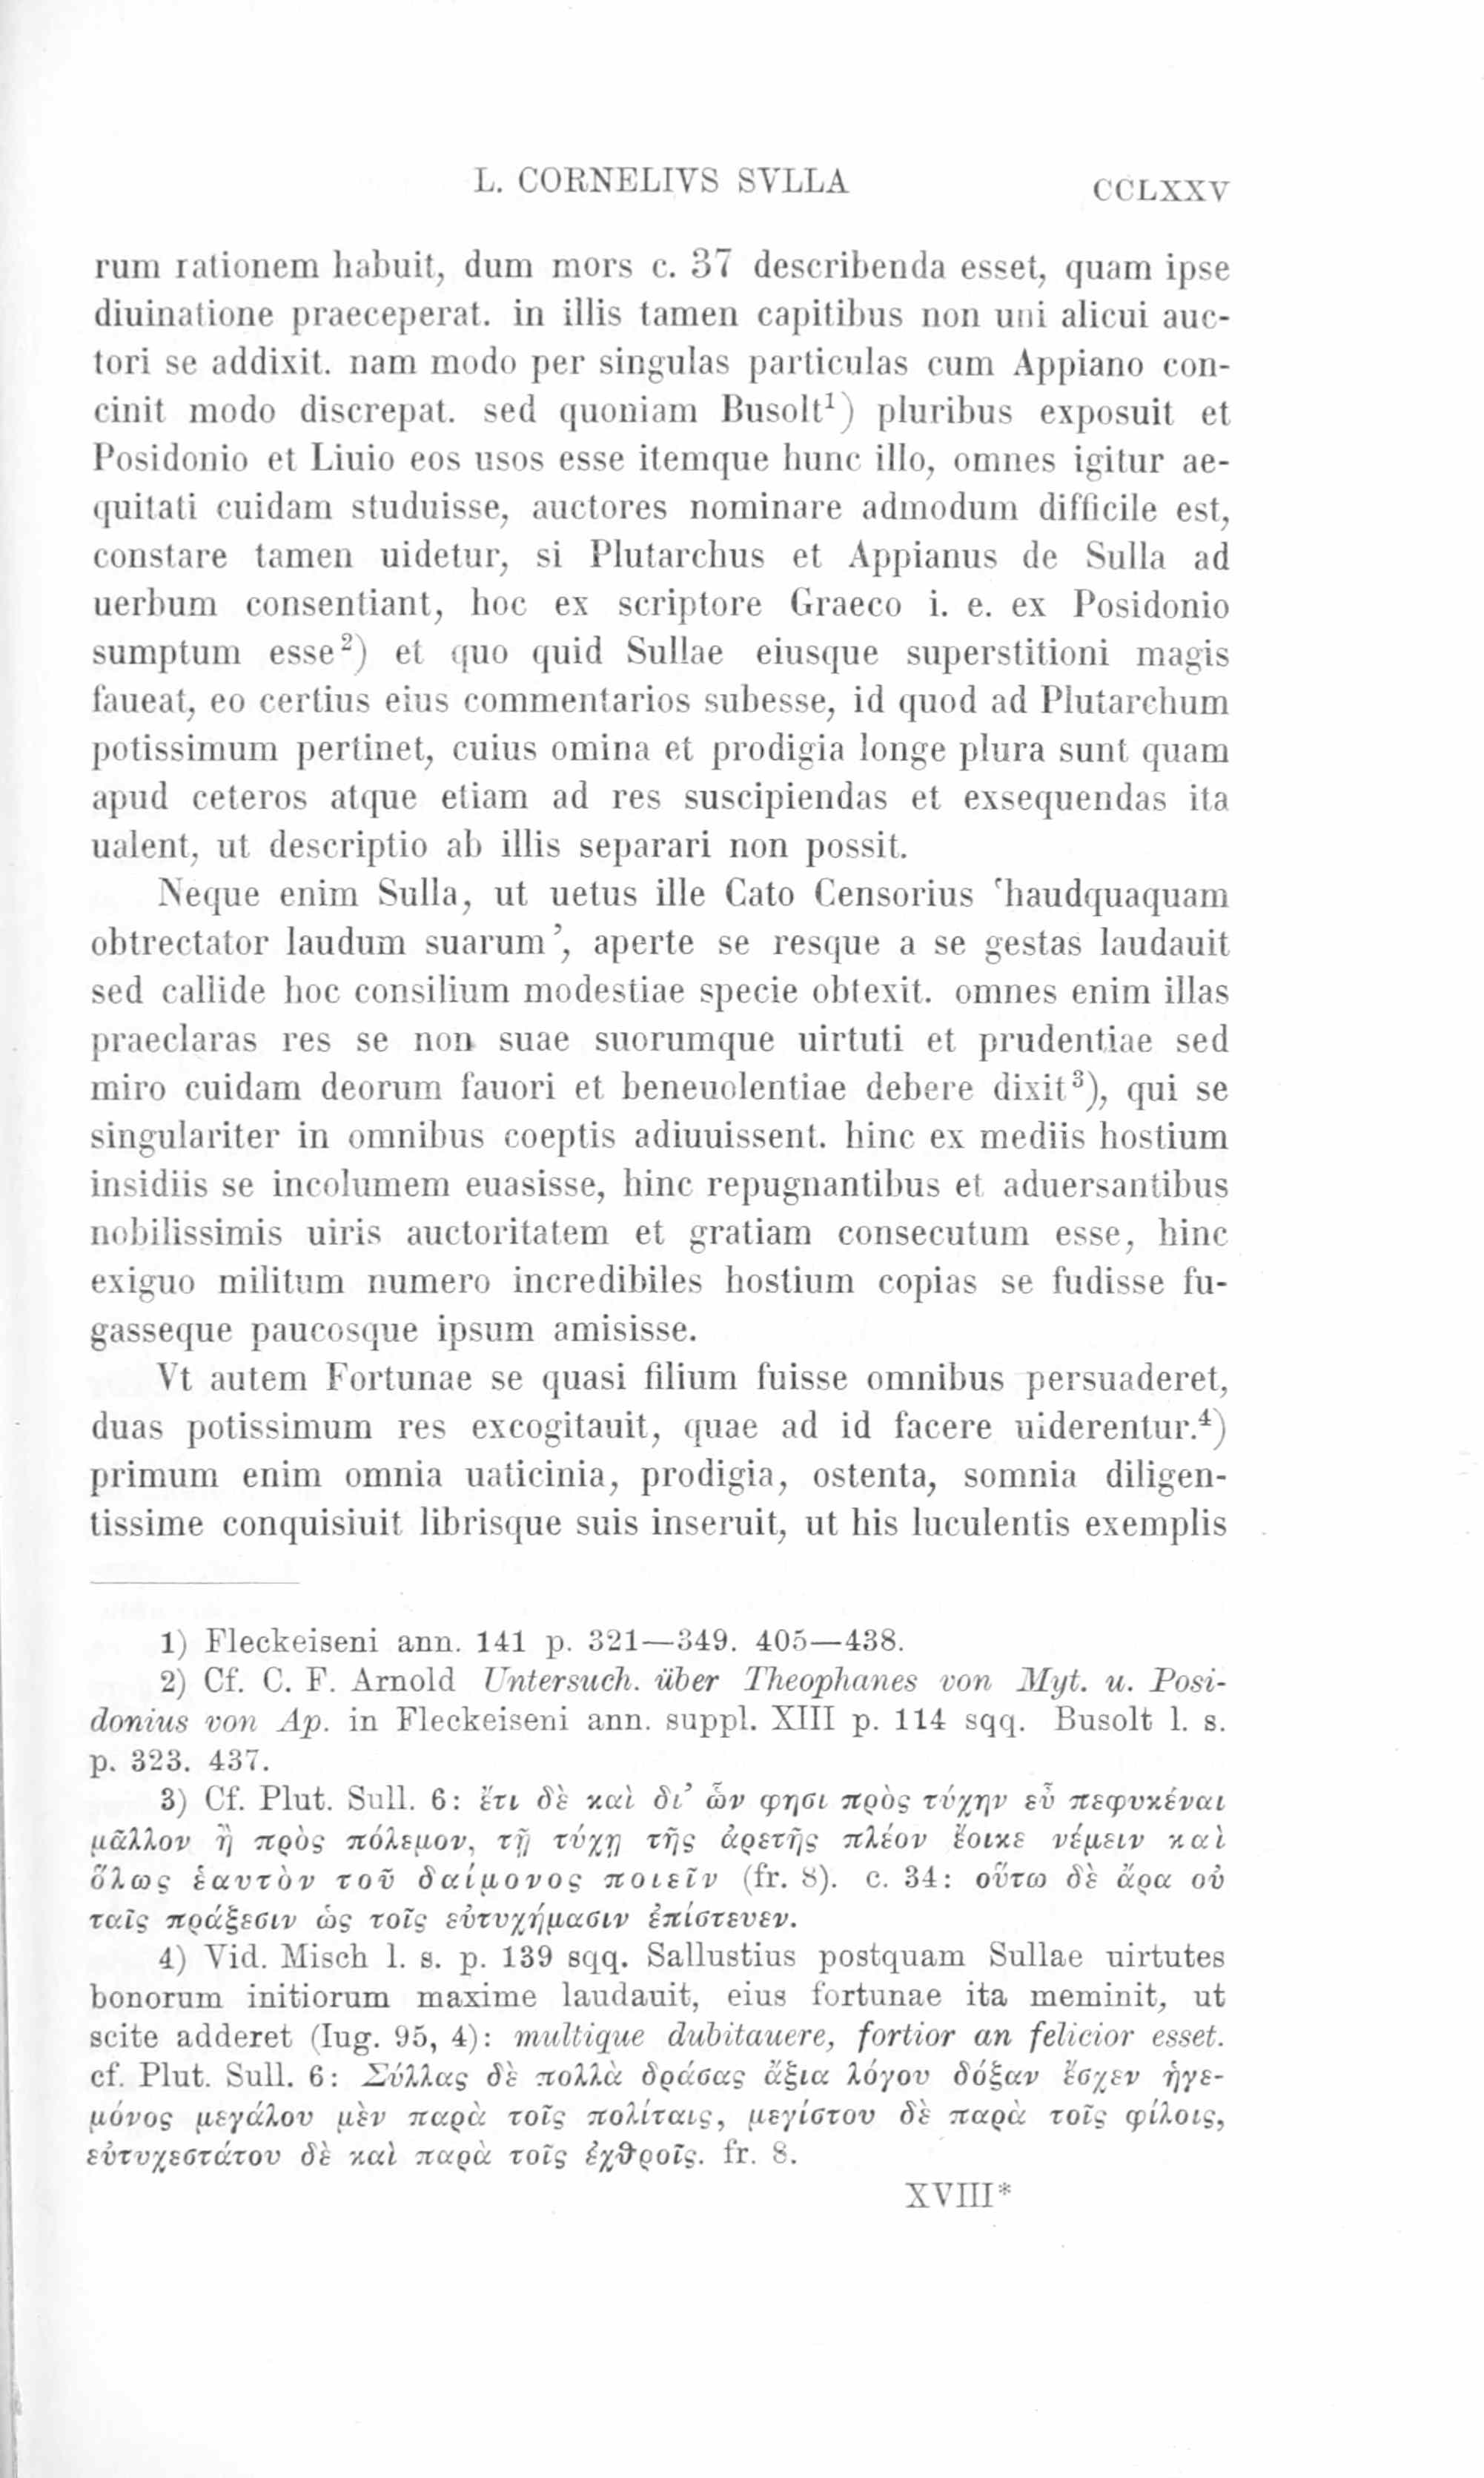 L. CORNELIVS SVLLA CCLXXV
rum rationem habuit, dum mors c. 37 describenda esset, quam ipse
diuinatione praeceperat. in illis tamen capitibus non uni alicui auc-
tori se addixit. nam modo per singulas particulas cum Appiano con-
cinit modo discrepat. sed quoniam Busolt¹) pluribus exposuit et
Posidonio et Liuio eos usos esse itemque hunc illo, omnes igitur ae-
quitati cuidam studuisse, auctores nominare admodum difficile est,
constare tamen uidetur, si Plutarchus et Appianus de Sulla ad
uerbum consentiant, hoc ex scriptore Graeco i. e. ex Posidonio
sumptum esse²) et quo quid Sullae eiusque superstitioni magis
faueat, eo certius eius commentarios subesse, id quod ad Plutarchum
potissimum pertinet, cuius omina et prodigia longe plura sunt quam
apud ceteros atque etiam ad res suscipiendas et exsequendas ita
ualent, ut descriptio ab illis separari non possit.
Neque enim Sulla, ut uetus ille Cato Censorius ‘haudquaquam
obtrectator laudum suarum’, aperte se resque a se gestas laudauit
sed callide hoc consilium modestiae specie obtexit. omnes enim illas
praeclaras res se non suae suorumque uirtuti et prudentiae sed
miro cuidam deorum fauori et beneuolentiae debere dixit³), qui se
singulariter in omnibus coeptis adiuuissent. hinc ex mediis hostium
insidiis se incolumem euasisse, hinc repugnantibus et aduersantibus
nobilissimis uiris auctoritatem et gratiam consecutum esse, hinc
exiguo militum numero incredibiles hostium copias se fudisse fu-
gasseque paucosque ipsum amisisse.
Vt autem Fortunae se quasi filium fuisse omnibus persuaderet,
duas potissimum res excogitauit, quae ad id facere uiderentur.⁴)
primum enim omnia uaticinia, prodigia, ostenta, somnia diligen-
tissime conquisiuit librisque suis inseruit, ut his luculentis exemplis
1) Fleckeiseni ann. 141 p. 321—349. 405—438.
2) Cf. C. F. Arnold Untersuch. über Theophanes von Myt. u. Posi-
donius von Ap. in Fleckeiseni ann. suppl. XIII p. 114 sqq. Busolt l. s.
p. 323. 437.
3) Cf. Plut. Sull. 6: ἔτι δὲ καὶ δι’ ὧν φησι πρὸς τύχην εὖ πεφυκέναι
μᾶλλον ἢ πρὸς πόλεμον, τῇ τύχῃ τῆς ἀρετῆς πλέον ἔοικε νέμειν καὶ
ὅλως ἑαυτὸν τοῦ δαίμονος ποιεῖν (fr. 8). c. 34: οὕτω δὲ ἄρα οὐ
ταῖς πράξεσιν ὡς τοῖς εὐτυχήμασιν ἐπίστευεν.
4) Vid. Misch l. s. p. 139 sqq. Sallustius postquam Sullae uirtutes
bonorum initiorum maxime laudauit, eius fortunae ita meminit, ut
scite adderet (Iug. 95, 4): multique dubitauere, fortior an felicior esset.
cf. Plut. Sull. 6: Σύλλας δὲ πολλὰ δράσας ἄξια λόγου δόξαν ἔσχεν ἡγε-
μόνος μεγάλου μὲν παρὰ τοῖς πολίταις, μεγίστου δὲ παρὰ τοῖς φίλοις,
εὐτυχεστάτου δὲ καὶ παρὰ τοῖς ἐχθροῖς. fr. 8.
XVIII*